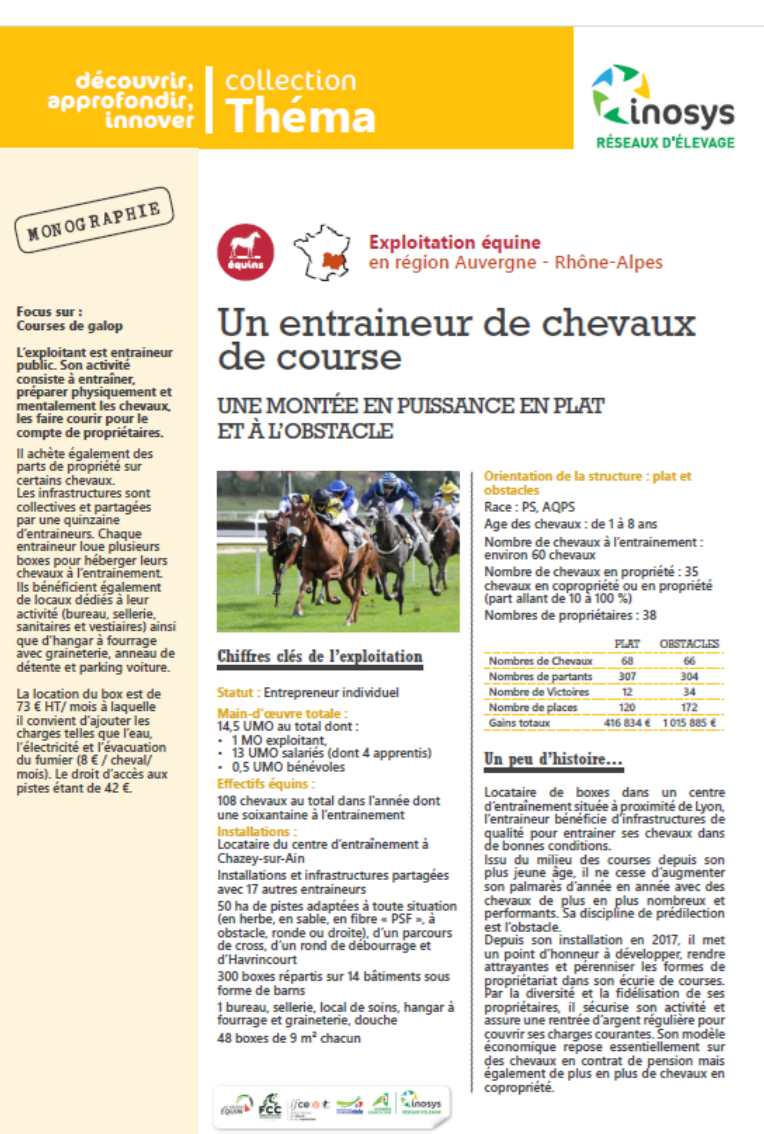 découvrir,
approfondir,
innover
collection
Théma
inosys
RÉSEAUX D'ÉLEVAGE
MONOGRAPHIE
équins
Exploitation équine
en région Auvergne - Rhône-Alpes
Focus sur :
Courses de galop
L'exploitant est entraineur
public. Son activité
consiste à entraîner,
préparer physiquement et
mentalement les chevaux,
les faire courir pour le
compte de propriétaires.
Il achète également des
parts de propriété sur
certains chevaux.
Les infrastructures sont
collectives et partagées
par une quinzaine
d'entraineurs. Chaque
entraineur loue plusieurs
boxes pour héberger leurs
chevaux à l'entrainement.
Ils bénéficient également
de locaux dédiés à leur
activité (bureau, sellerie,
sanitaires et vestiaires) ainsi
que d'hangar à fourrage
avec graineterie, anneau de
détente et parking voiture.
La location du box est de
73 € HT/ mois à laquelle
il convient d'ajouter les
charges telles que l'eau,
l'électricité et l'évacuation
du fumier (8 € / cheval/
mois). Le droit d'accès aux
pistes étant de 42 €.
Un entraineur de chevaux
de course
UNE MONTÉE EN PUISSANCE EN PLAT
ET À L'OBSTACLE
Chiffres clés de l'exploitation
Statut : Entrepreneur individuel
Main-d'œuvre totale :
14,5 UMO au total dont :
• 1 MO exploitant,
• 13 UMO salariés (dont 4 apprentis)
• 0,5 UMO bénévoles
Effectifs équins :
108 chevaux au total dans l'année dont
une soixantaine à l'entrainement
Installations :
Locataire du centre d'entraînement à
Chazey-sur-Ain
Installations et infrastructures partagées
avec 17 autres entraineurs
50 ha de pistes adaptées à toute situation
(en herbe, en sable, en fibre « PSF », à
obstacle, ronde ou droite), d'un parcours
de cross, d'un rond de débourrage et
d'Havrincourt
300 boxes répartis sur 14 bâtiments sous
forme de barns
1 bureau, sellerie, local de soins, hangar à
fourrage et graineterie, douche
48 boxes de 9 m² chacun
Orientation de la structure : plat et
obstacles
Race : PS, AQPS
Age des chevaux : de 1 à 8 ans
Nombre de chevaux à l'entrainement :
environ 60 chevaux
Nombre de chevaux en propriété : 35
chevaux en copropriété ou en propriété
(part allant de 10 à 100 %)
Nombres de propriétaires : 38
PLAT OBSTACLES
Nombres de Chevaux 68 66
Nombres de partants 307 304
Nombre de Victoires 12 34
Nombre de places 120 172
Gains totaux 416 834 € 1 015 885 €
Un peu d'histoire...
Locataire de boxes dans un centre
d'entraînement située à proximité de Lyon,
l'entraineur bénéficie d'infrastructures de
qualité pour entrainer ses chevaux dans
de bonnes conditions.
Issu du milieu des courses depuis son
plus jeune âge, il ne cesse d'augmenter
son palmarès d'année en année avec des
chevaux de plus en plus nombreux et
performants. Sa discipline de prédilection
est l'obstacle.
Depuis son installation en 2017, il met
un point d'honneur à développer, rendre
attrayantes et pérenniser les formes de
propriétariat dans son écurie de courses.
Par la diversité et la fidélisation de ses
propriétaires, il sécurise son activité et
assure une rentrée d'argent régulière pour
couvrir ses charges courantes. Son modèle
économique repose essentiellement sur
des chevaux en contrat de pension mais
également de plus en plus de chevaux en
copropriété.
FCC
ifce
inosys